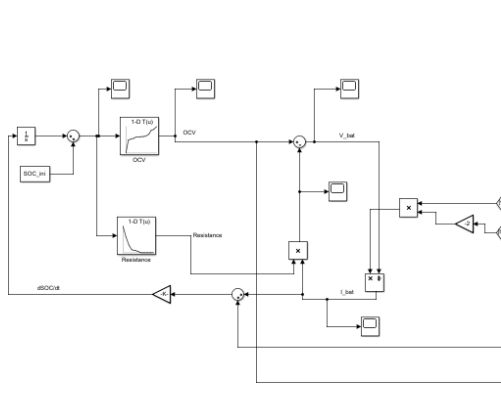 1-D T(u)
OCV
OCV
V_bat
1
s
SOC_ini
×
-2
1-D T(u)
Resistance
Resistance
×
× ÷
dSOC/dt
-K-
I_bat